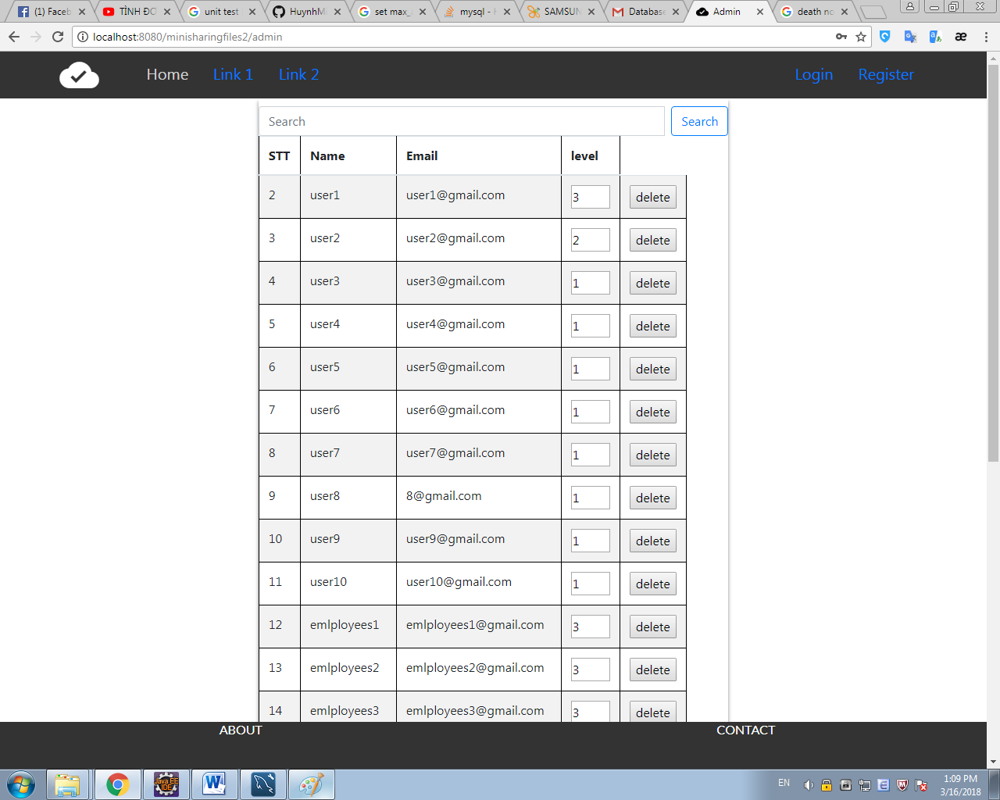 (1) Faceb
TÌNH ĐƠ
unit test
HuynhM
set max_
mysql - H
SAMSUN
Database
Admin
death no
localhost:8080/minisharingfiles2/admin
Home Link 1 Link 2 Login Register
Search Search
STT Name Email level
2 user1 user1@gmail.com 3 delete
3 user2 user2@gmail.com 2 delete
4 user3 user3@gmail.com 1 delete
5 user4 user4@gmail.com 1 delete
6 user5 user5@gmail.com 1 delete
7 user6 user6@gmail.com 1 delete
8 user7 user7@gmail.com 1 delete
9 user8 8@gmail.com 1 delete
10 user9 user9@gmail.com 1 delete
11 user10 user10@gmail.com 1 delete
12 emlployees1 emlployees1@gmail.com 3 delete
13 emlployees2 emlployees2@gmail.com 3 delete
14 emlployees3 emlployees3@gmail.com 3 delete
ABOUT CONTACT
Java EE
IDE
EN
1:09 PM
3/16/2018